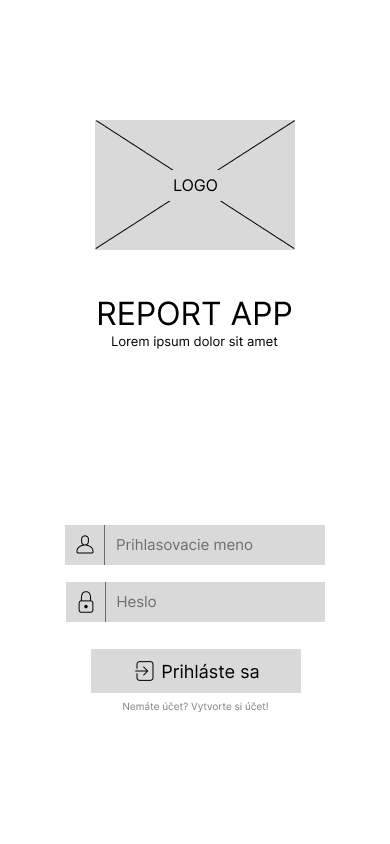 LOGO
REPORT APP
Lorem ipsum dolor sit amet
Prihlasovacie meno
Heslo
Prihláste sa
Nemáte účet? Vytvorte si účet!